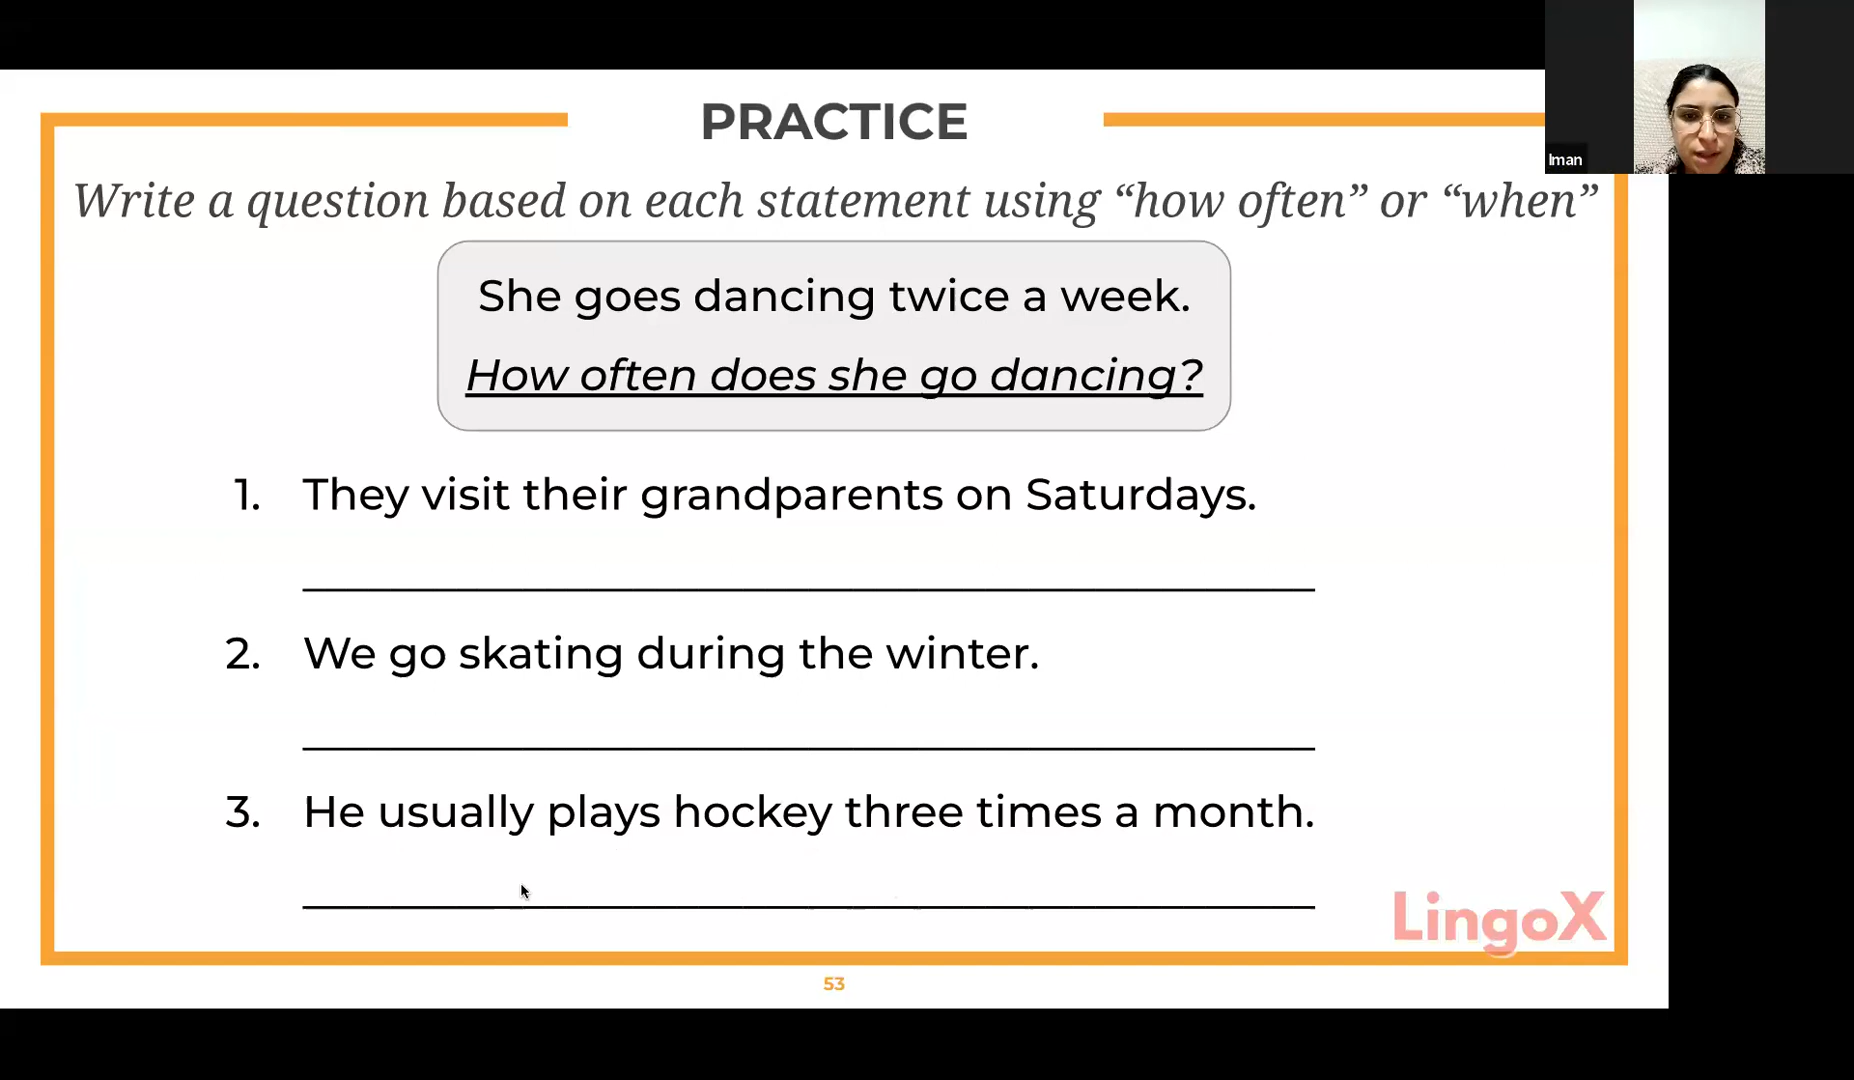 PRACTICE
Iman
Write a question based on each statement using “how often” or “when”
She goes dancing twice a week.
How often does she go dancing?
1. They visit their grandparents on Saturdays.
2. We go skating during the winter.
3. He usually plays hockey three times a month.
LingoX
53